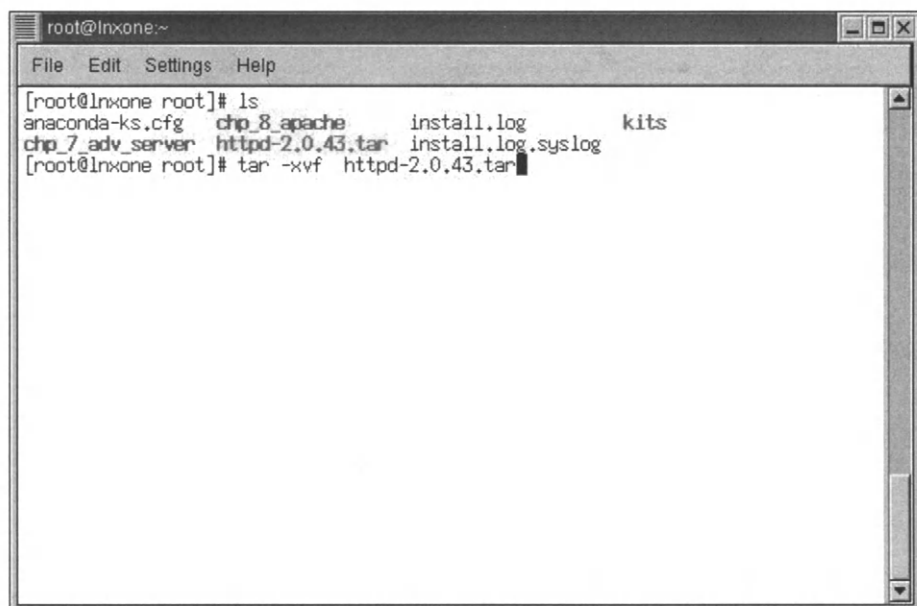 root@lnxone:~
File Edit Settings Help
[root@lnxone root]# ls
anaconda-ks.cfg chp_8_apache install.log kits
chp_7_adv_server httpd-2.0.43.tar install.log.syslog
[root@lnxone root]# tar -xvf httpd-2.0.43.tar